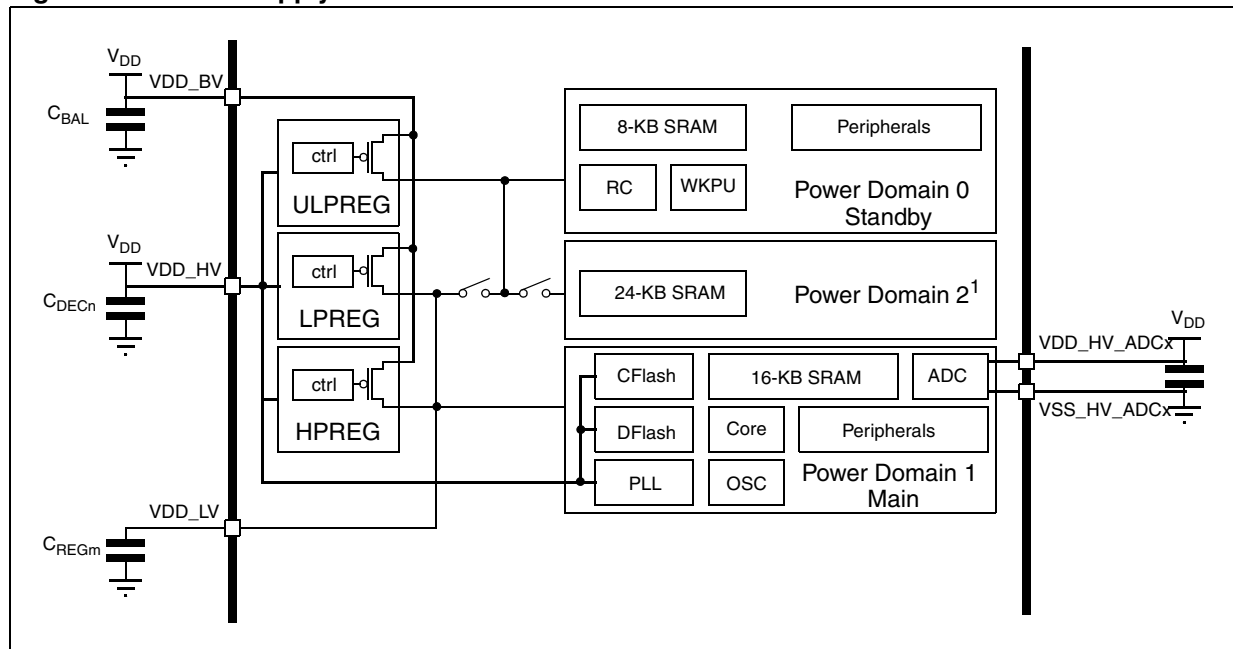 V_DD
VDD_BV
C_BAL
V_DD
VDD_HV
C_DECn
VDD_LV
C_REGm
ctrl
ULPREG
ctrl
LPREG
ctrl
HPREG
8-KB SRAM
Peripherals
RC
WKPU
Power Domain 0
Standby
24-KB SRAM
Power Domain 2¹
CFlash
16-KB SRAM
ADC
DFlash
Core
Peripherals
PLL
OSC
Power Domain 1
Main
V_DD
VDD_HV_ADCx
VSS_HV_ADCx